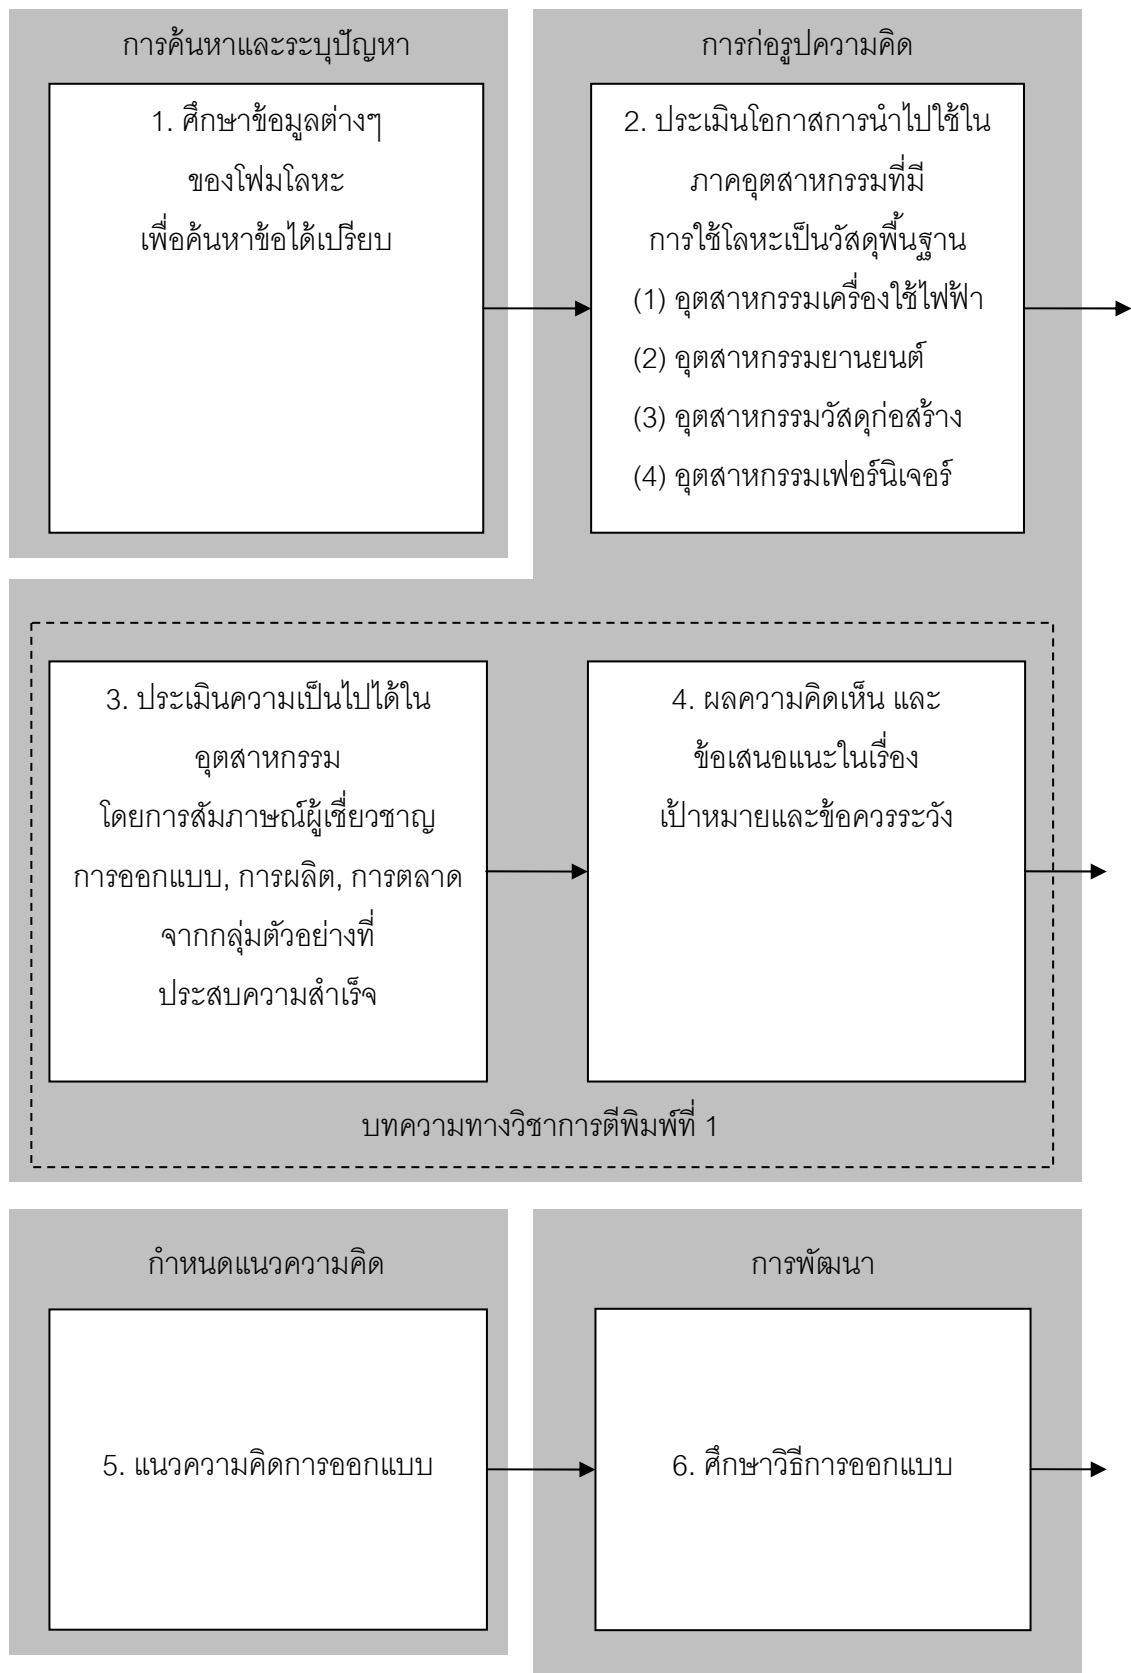 การค้นหาและระบุปัญหา
1. ศึกษาข้อมูลต่างๆ
ของโฟมโลหะ
เพื่อค้นหาข้อได้เปรียบ
การก่อรูปความคิด
2. ประเมินโอกาสการนำไปใช้ใน
ภาคอุตสาหกรรมที่มี
การใช้โลหะเป็นวัสดุพื้นฐาน
(1) อุตสาหกรรมเครื่องใช้ไฟฟ้า
(2) อุตสาหกรรมยานยนต์
(3) อุตสาหกรรมวัสดุก่อสร้าง
(4) อุตสาหกรรมเฟอร์นิเจอร์
3. ประเมินความเป็นไปได้ใน
อุตสาหกรรม
โดยการสัมภาษณ์ผู้เชี่ยวชาญ
การออกแบบ, การผลิต, การตลาด
จากกลุ่มตัวอย่างที่
ประสบความสำเร็จ
4. ผลความคิดเห็น และ
ข้อเสนอแนะในเรื่อง
เป้าหมายและข้อควรระวัง
บทความทางวิชาการตีพิมพ์ที่ 1
กำหนดแนวความคิด
5. แนวความคิดการออกแบบ
การพัฒนา
6. ศึกษาวิธีการออกแบบ